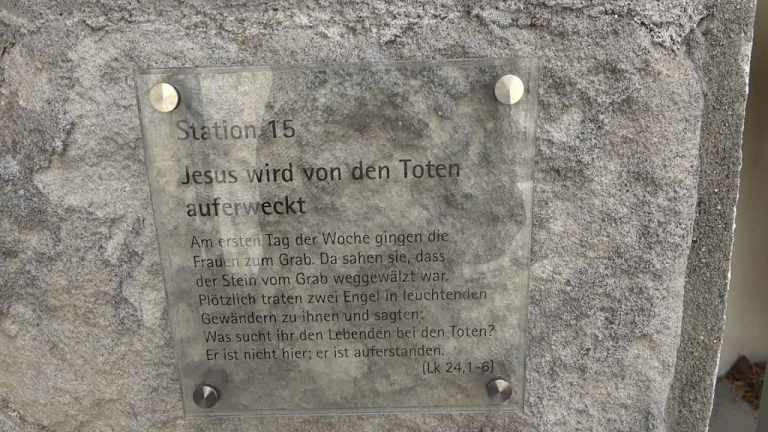 Station 15
Jesus wird von den Toten
auferweckt
Am ersten Tag der Woche gingen die
Frauen zum Grab. Da sahen sie, dass
der Stein vom Grab weggewälzt war.
Plötzlich traten zwei Engel in leuchtenden
Gewändern zu ihnen und sagten:
Was sucht ihr den Lebenden bei den Toten?
Er ist nicht hier; er ist auferstanden.
(Lk 24,1-6)